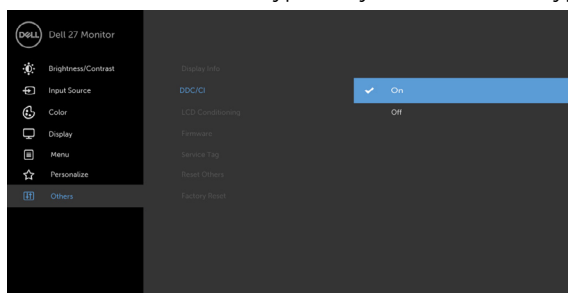 DELL
Dell 27 Monitor
Brightness/Contrast
Input Source
Color
Display
Menu
Personalize
Others
Display Info
DDC/CI
LCD Conditioning
Firmware
Service Tag
Reset Others
Factory Reset
On
Off